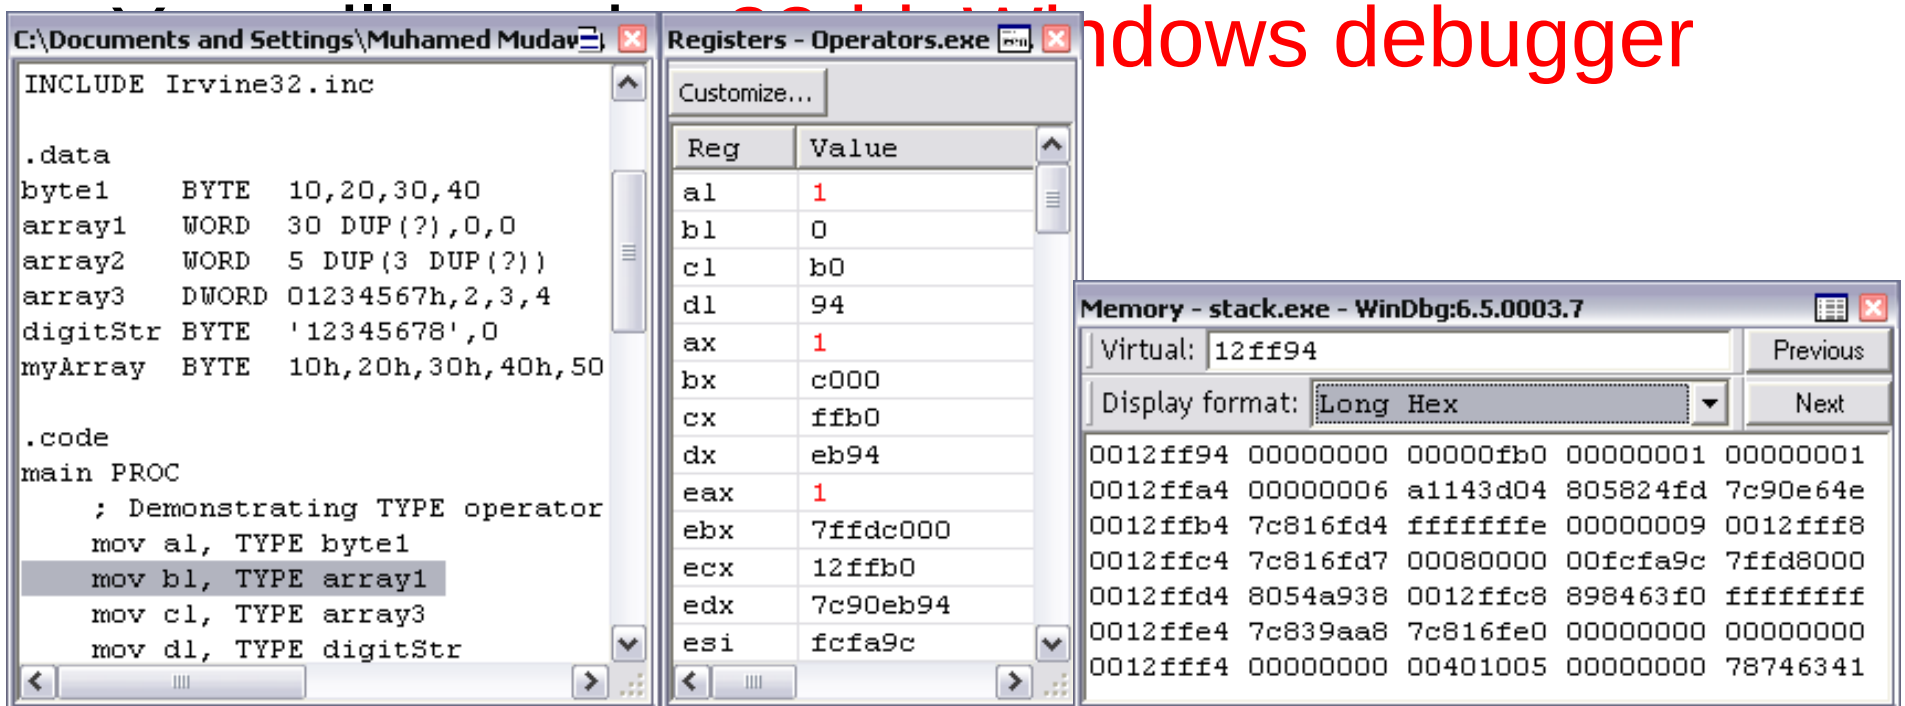 ndows debugger
C:\Documents and Settings\Muhamed Mudaw
INCLUDE Irvine32.inc
.data
byte1 BYTE 10,20,30,40
array1 WORD 30 DUP(?),0,0
array2 WORD 5 DUP(3 DUP(?))
array3 DWORD 01234567h,2,3,4
digitStr BYTE '12345678',0
myArray BYTE 10h,20h,30h,40h,50
.code
main PROC
; Demonstrating TYPE operator
mov al, TYPE byte1
mov bl, TYPE array1
mov cl, TYPE array3
mov dl, TYPE digitStr
Registers - Operators.exe
Customize...
Reg Value
al 1
bl 0
cl b0
dl 94
ax 1
bx c000
cx ffb0
dx eb94
eax 1
ebx 7ffdc000
ecx 12ffb0
edx 7c90eb94
esi fcfa9c
Memory - stack.exe - WinDbg:6.5.0003.7
Virtual: 12ff94 Previous
Display format: Long Hex Next
0012ff94 00000000 00000fb0 00000001 00000001
0012ffa4 00000006 a1143d04 805824fd 7c90e64e
0012ffb4 7c816fd4 fffffffe 00000009 0012fff8
0012ffc4 7c816fd7 00080000 00fcfa9c 7ffd8000
0012ffd4 8054a938 0012ffc8 898463f0 ffffffff
0012ffe4 7c839aa8 7c816fe0 00000000 00000000
0012fff4 00000000 00401005 00000000 78746341